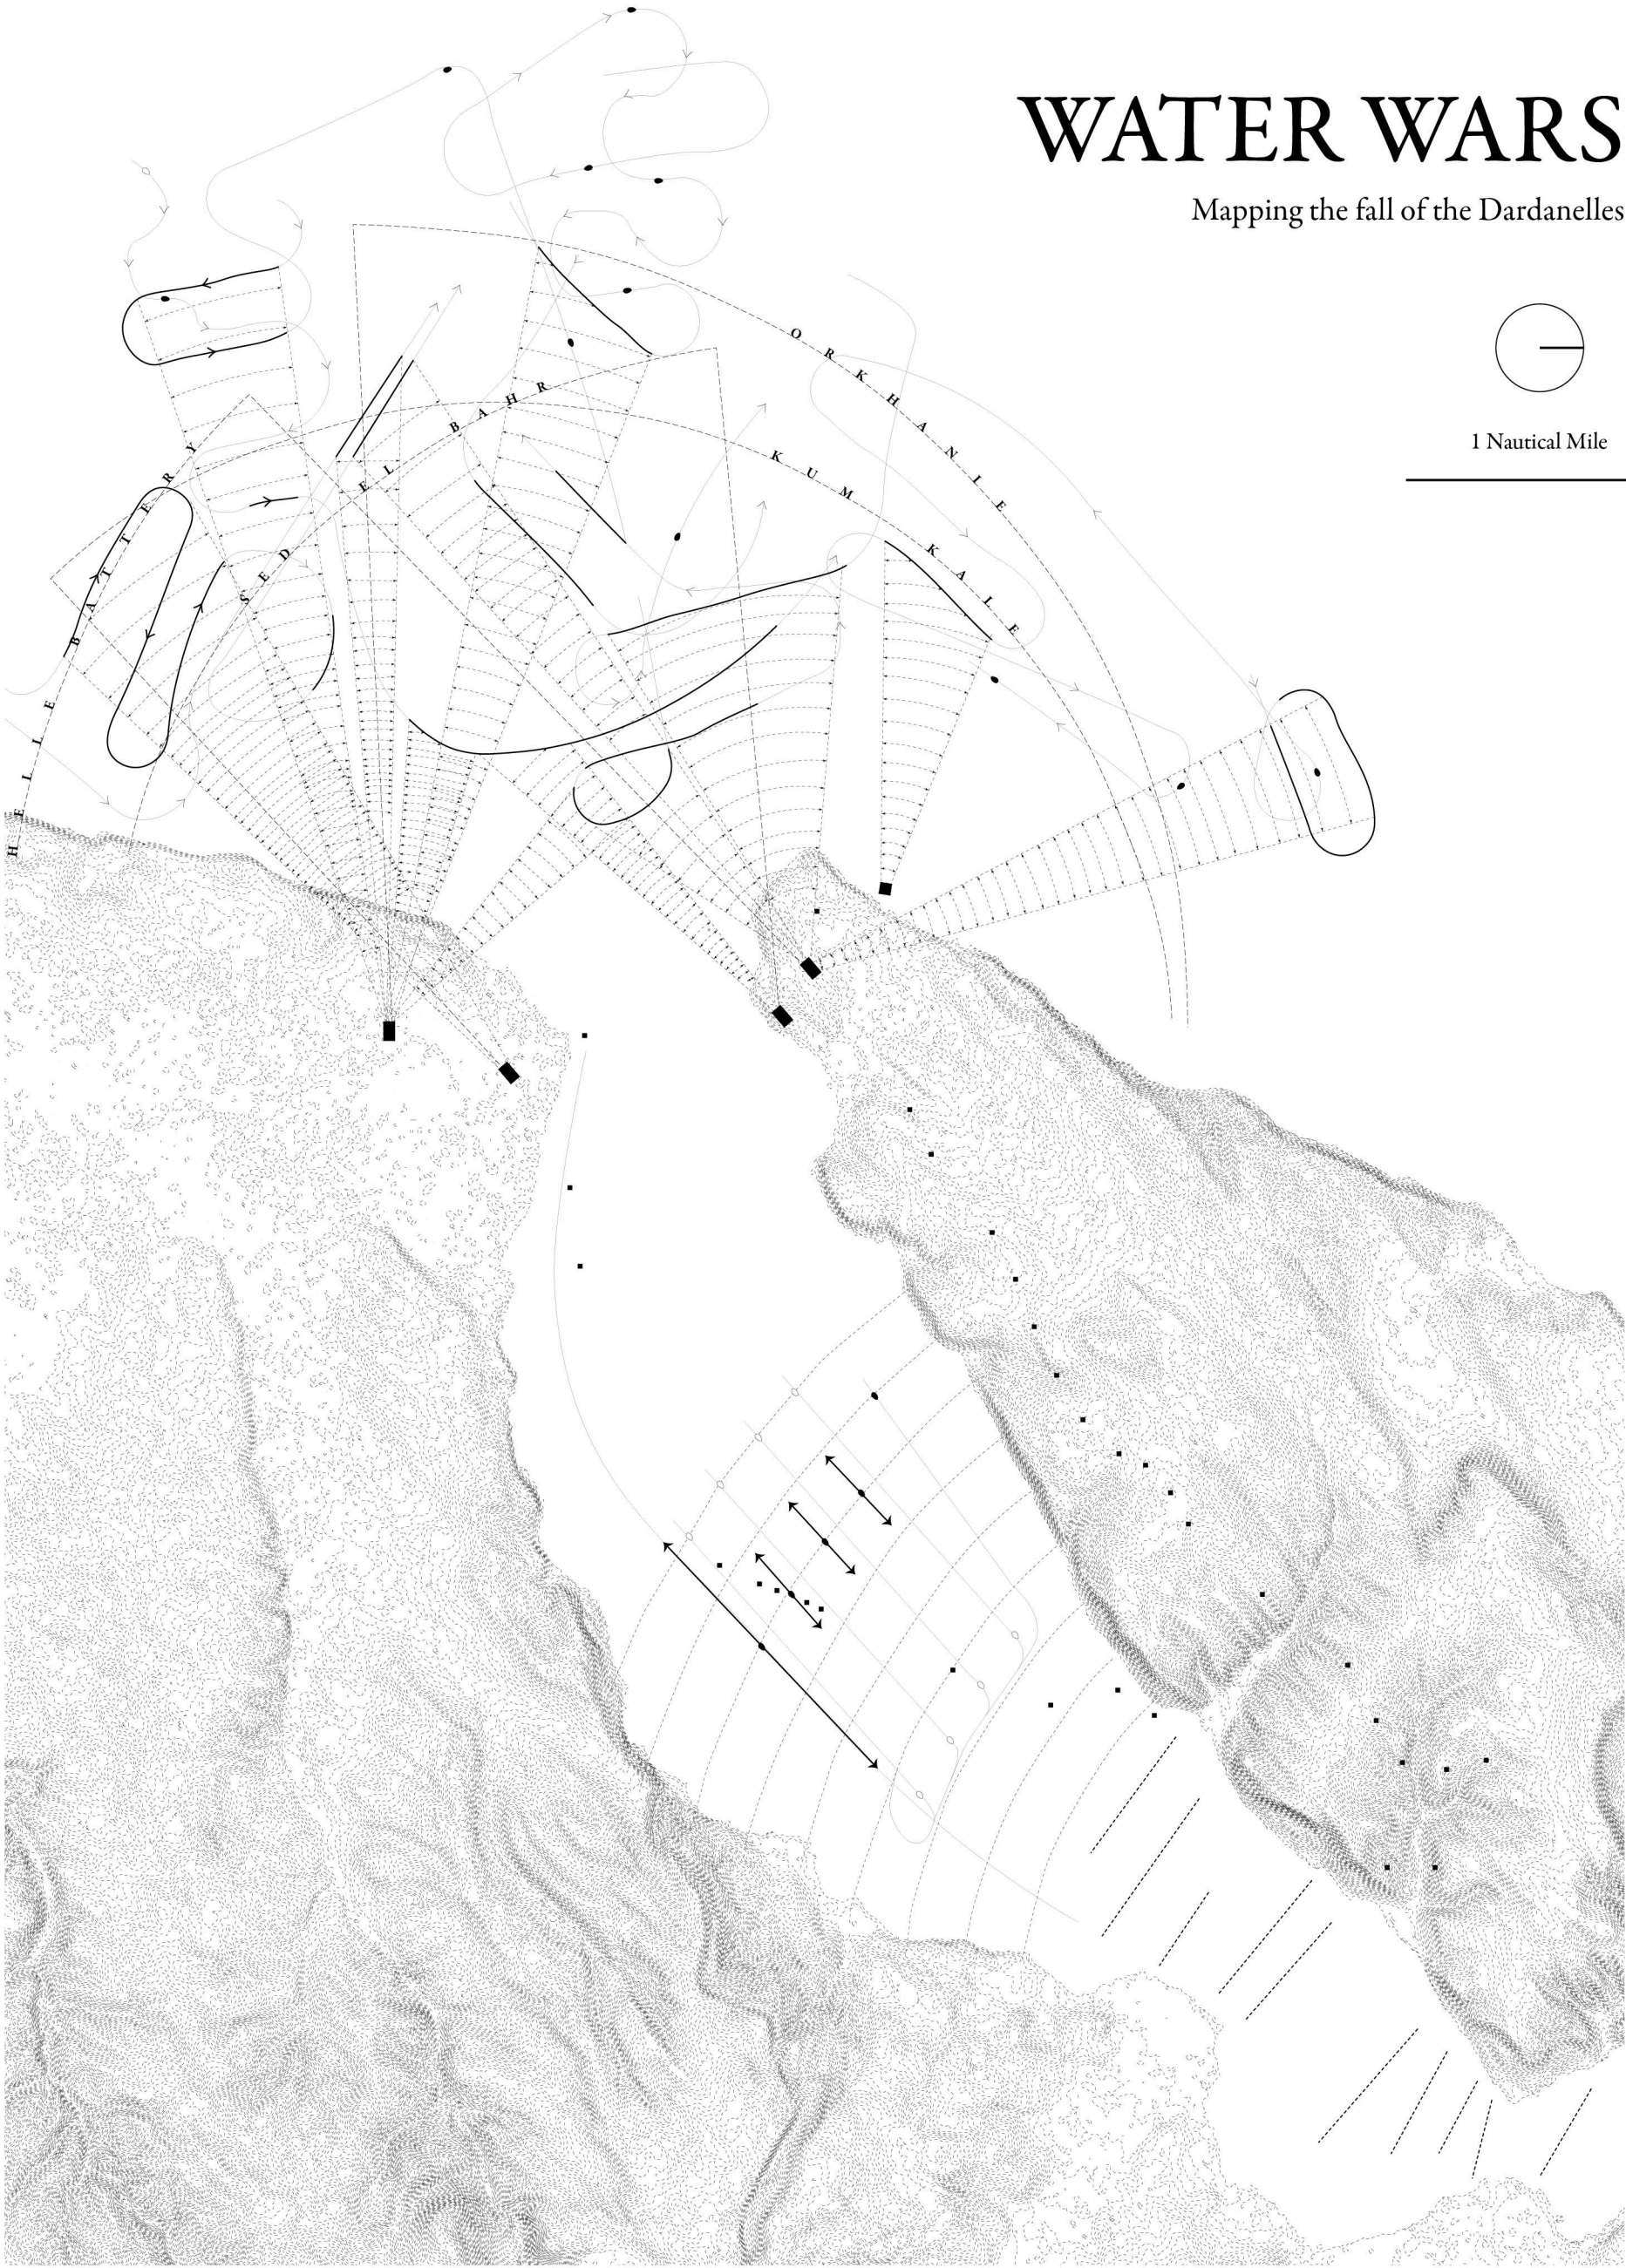 WATER WARS
Mapping the fall of the Dardanelles
1 Nautical Mile
ORKHANIE
SED EL BAHR
KUM KALE
HELLE BATTERY